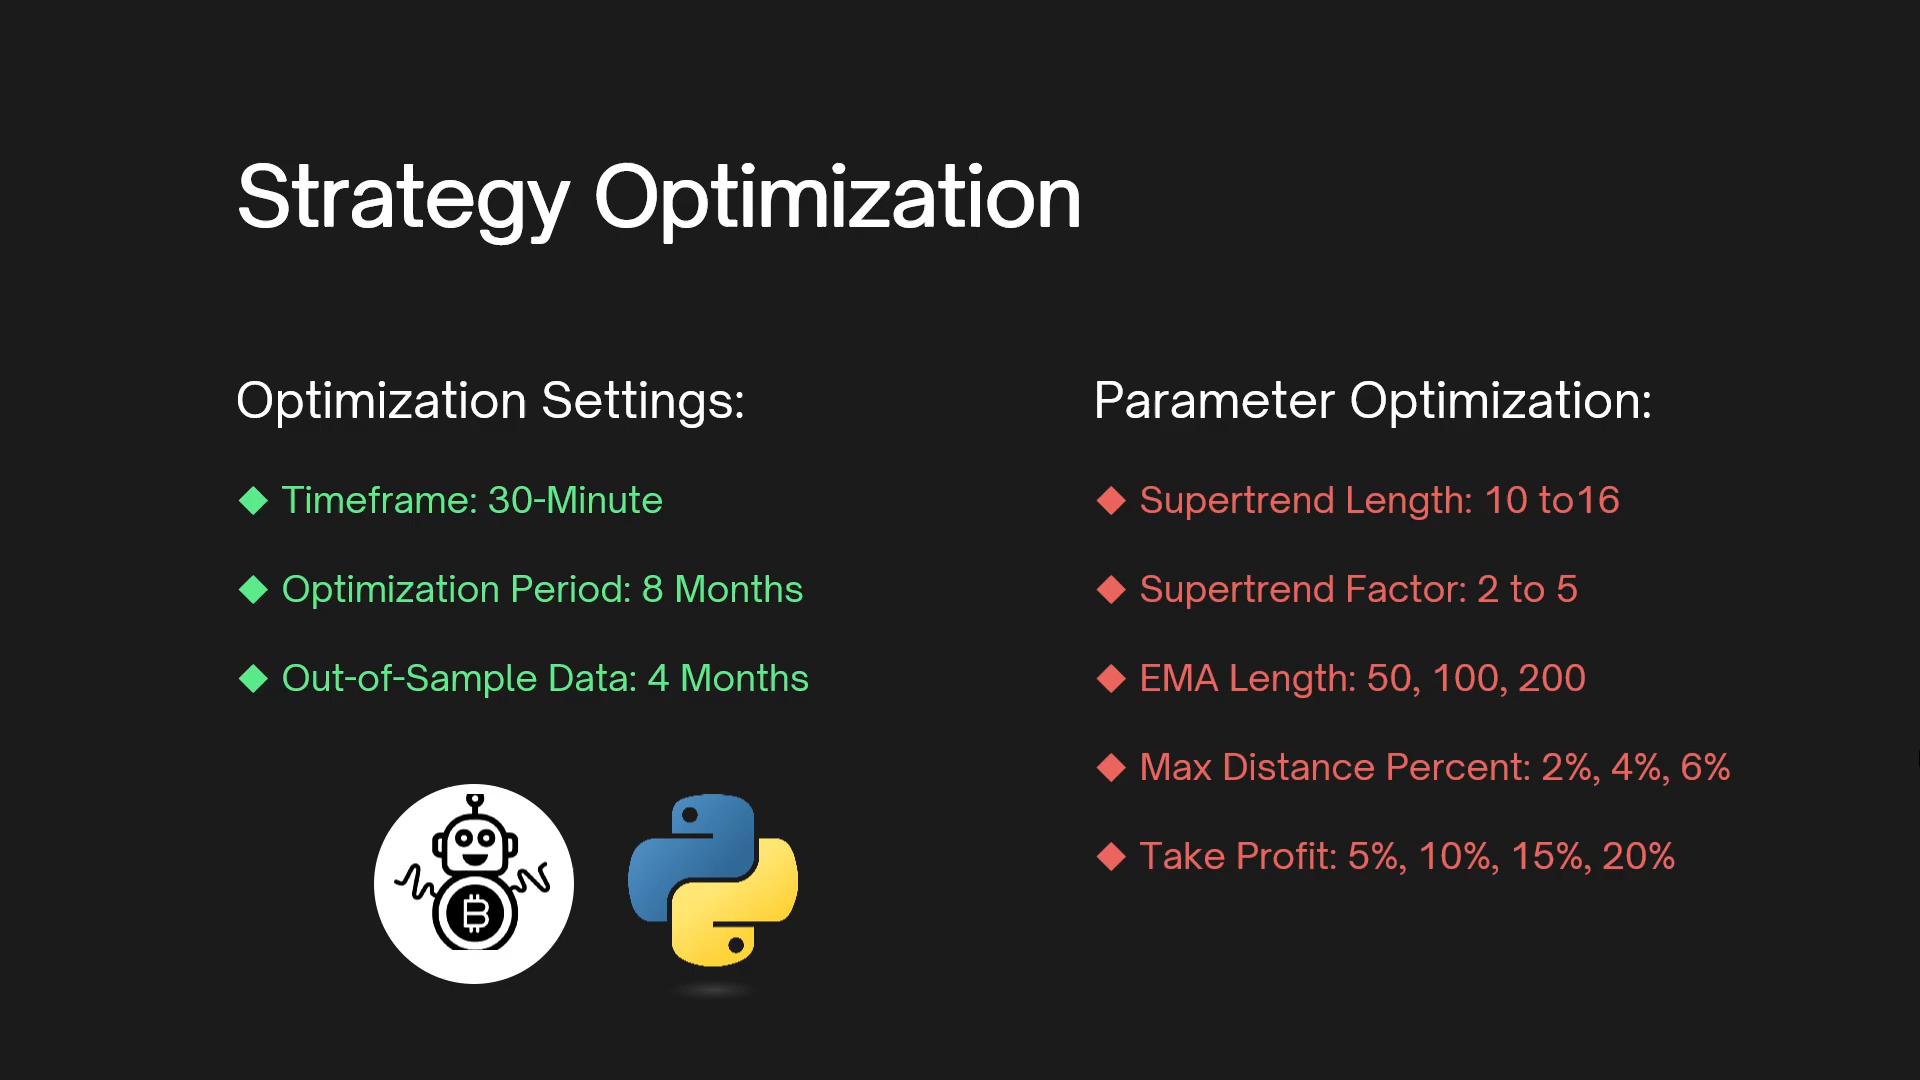 Strategy Optimization
Optimization Settings:
Timeframe: 30-Minute
Optimization Period: 8 Months
Out-of-Sample Data: 4 Months
Parameter Optimization:
Supertrend Length: 10 to16
Supertrend Factor: 2 to 5
EMA Length: 50, 100, 200
Max Distance Percent: 2%, 4%, 6%
Take Profit: 5%, 10%, 15%, 20%